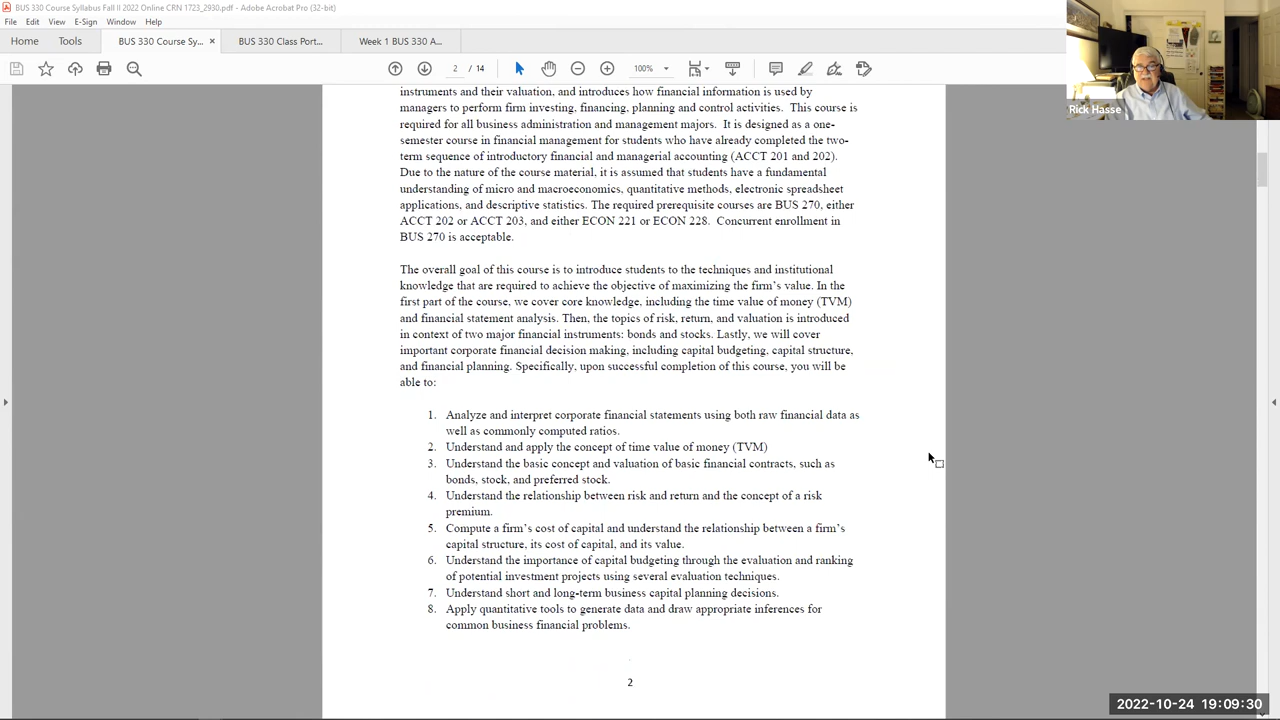 BUS 330 Course Syllabus Fall II 2022 Online CRN 1723_2930.pdf - Adobe Acrobat Pro (32-bit)
File Edit View E-Sign Window Help
Home Tools BUS 330 Course Sy... × BUS 330 Class Port... Week 1 BUS 330 A...
2 / 14 100%
Rick Hasse
instruments and their valuation, and introduces how financial information is used by
managers to perform firm investing, financing, planning and control activities. This course is
required for all business administration and management majors. It is designed as a one-
semester course in financial management for students who have already completed the two-
term sequence of introductory financial and managerial accounting (ACCT 201 and 202).
Due to the nature of the course material, it is assumed that students have a fundamental
understanding of micro and macroeconomics, quantitative methods, electronic spreadsheet
applications, and descriptive statistics. The required prerequisite courses are BUS 270, either
ACCT 202 or ACCT 203, and either ECON 221 or ECON 228. Concurrent enrollment in
BUS 270 is acceptable.
The overall goal of this course is to introduce students to the techniques and institutional
knowledge that are required to achieve the objective of maximizing the firm's value. In the
first part of the course, we cover core knowledge, including the time value of money (TVM)
and financial statement analysis. Then, the topics of risk, return, and valuation is introduced
in context of two major financial instruments: bonds and stocks. Lastly, we will cover
important corporate financial decision making, including capital budgeting, capital structure,
and financial planning. Specifically, upon successful completion of this course, you will be
able to:
1. Analyze and interpret corporate financial statements using both raw financial data as
well as commonly computed ratios.
2. Understand and apply the concept of time value of money (TVM)
3. Understand the basic concept and valuation of basic financial contracts, such as
bonds, stock, and preferred stock.
4. Understand the relationship between risk and return and the concept of a risk
premium.
5. Compute a firm's cost of capital and understand the relationship between a firm's
capital structure, its cost of capital, and its value.
6. Understand the importance of capital budgeting through the evaluation and ranking
of potential investment projects using several evaluation techniques.
7. Understand short and long-term business capital planning decisions.
8. Apply quantitative tools to generate data and draw appropriate inferences for
common business financial problems.
2
2022-10-24 19:09:30